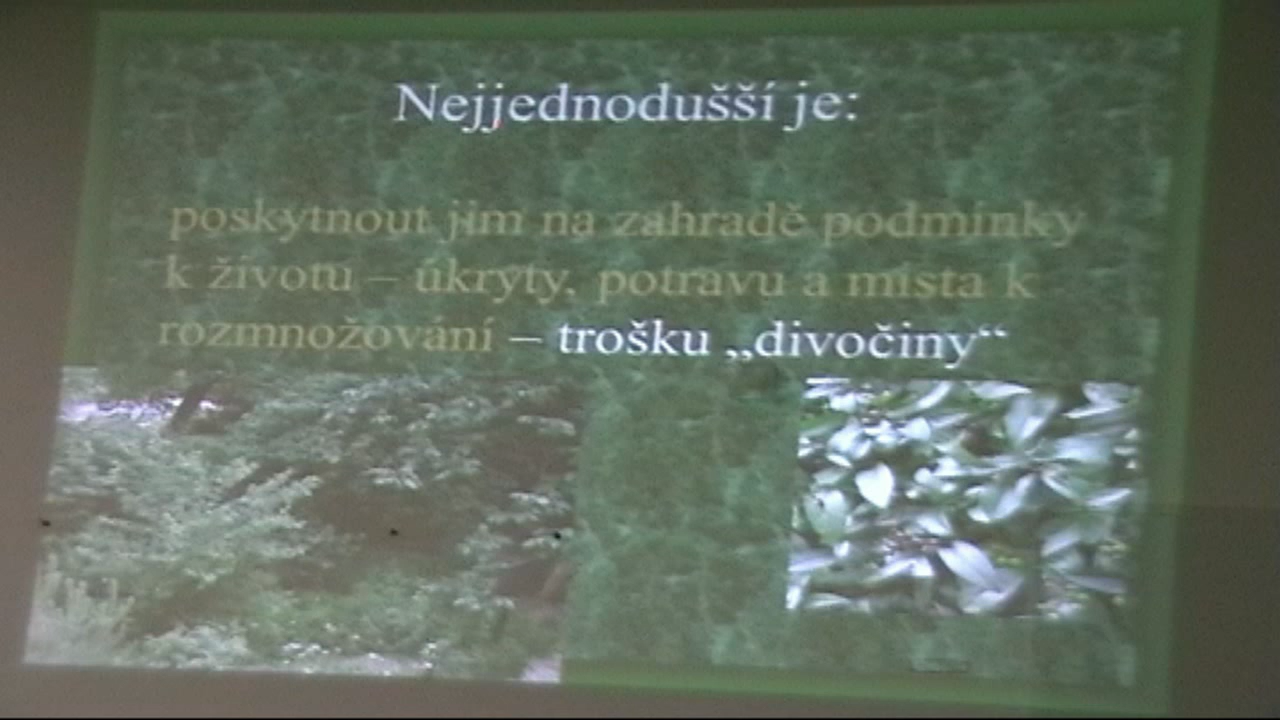 Nejjednodušší je:
poskytnout jim na zahradě podmínky
k životu – úkryty, potravu a místa k
rozmnožování – trošku „divočiny“